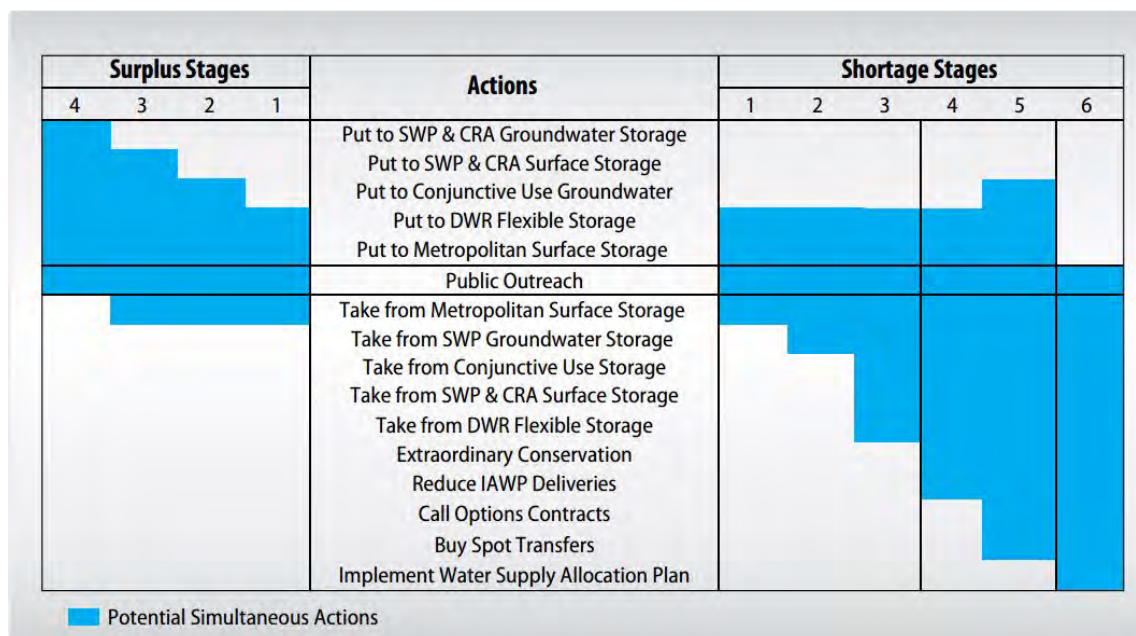 Surplus Stages
Actions
Shortage Stages
4 3 2 1
1 2 3 4 5 6
Put to SWP & CRA Groundwater Storage
Put to SWP & CRA Surface Storage
Put to Conjunctive Use Groundwater
Put to DWR Flexible Storage
Put to Metropolitan Surface Storage
Public Outreach
Take from Metropolitan Surface Storage
Take from SWP Groundwater Storage
Take from Conjunctive Use Storage
Take from SWP & CRA Surface Storage
Take from DWR Flexible Storage
Extraordinary Conservation
Reduce IAWP Deliveries
Call Options Contracts
Buy Spot Transfers
Implement Water Supply Allocation Plan
Potential Simultaneous Actions